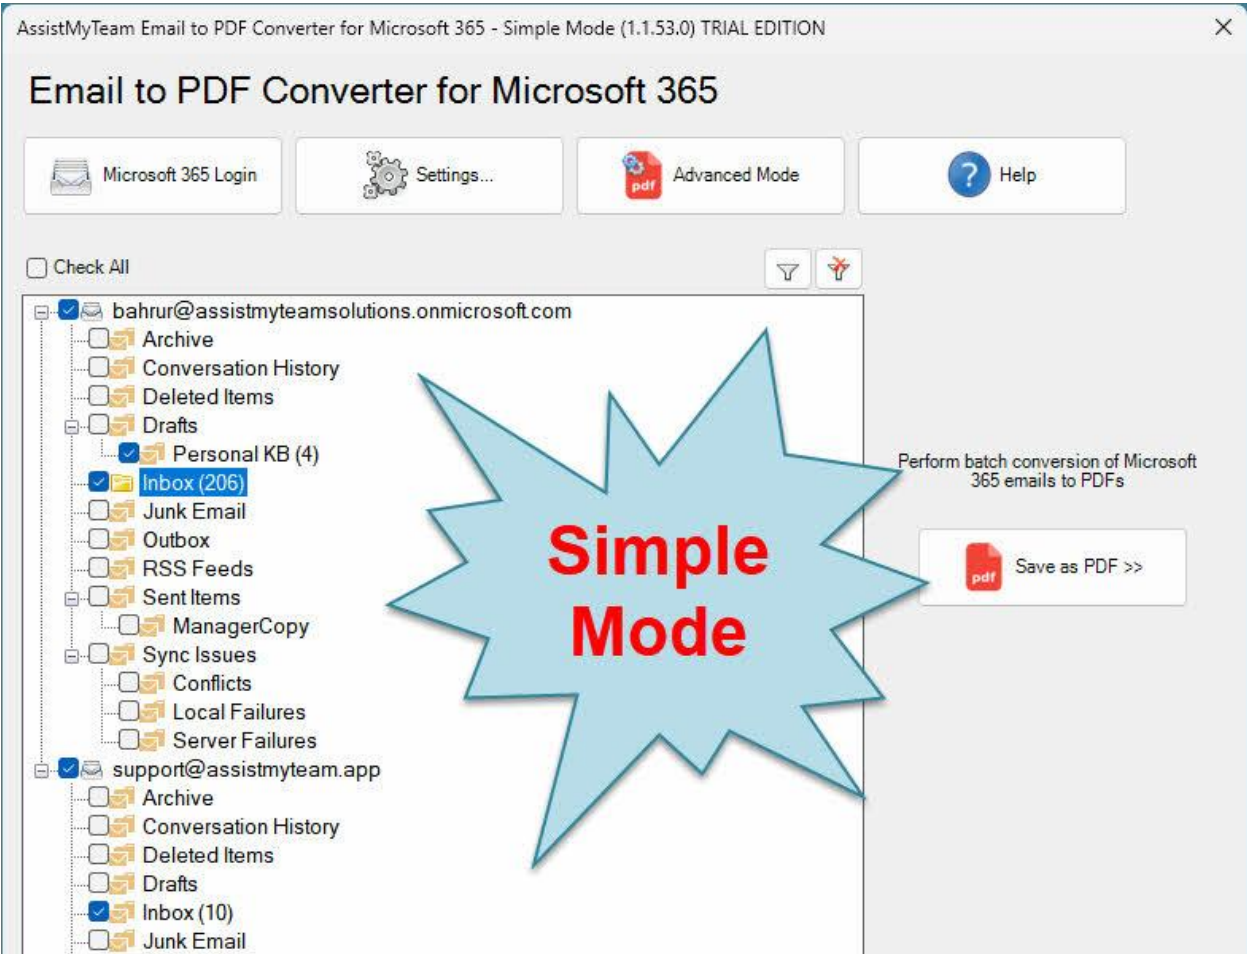 AssistMyTeam Email to PDF Converter for Microsoft 365 - Simple Mode (1.1.53.0) TRIAL EDITION
Email to PDF Converter for Microsoft 365
Microsoft 365 Login
Settings...
pdf
Advanced Mode
?
Help
Check All
bahrur@assistmyteamsolutions.onmicrosoft.com
Archive
Conversation History
Deleted Items
Drafts
Personal KB (4)
Inbox (206)
Junk Email
Outbox
RSS Feeds
Sent Items
ManagerCopy
Sync Issues
Conflicts
Local Failures
Server Failures
support@assistmyteam.app
Archive
Conversation History
Deleted Items
Drafts
Inbox (10)
Junk Email
Simple
Mode
Perform batch conversion of Microsoft
365 emails to PDFs
pdf
Save as PDF >>